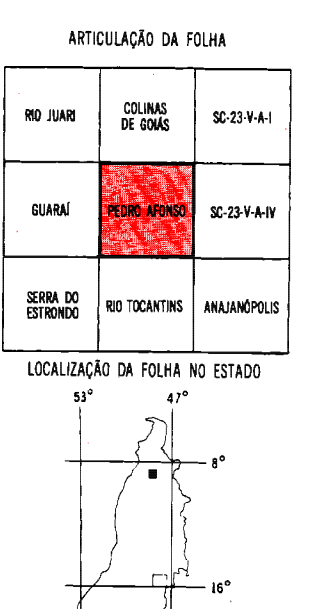 ARTICULAÇÃO DA FOLHA
RIO JUARI
COLINAS
DE GOIÁS
SC-23-V-A-I
GUARAÍ
PEDRO AFONSO
SC-23-V-A-IV
SERRA DO
ESTRONDO
RIO TOCANTINS
ANAJANÓPOLIS
LOCALIZAÇÃO DA FOLHA NO ESTADO
53° 47°
8°
16°